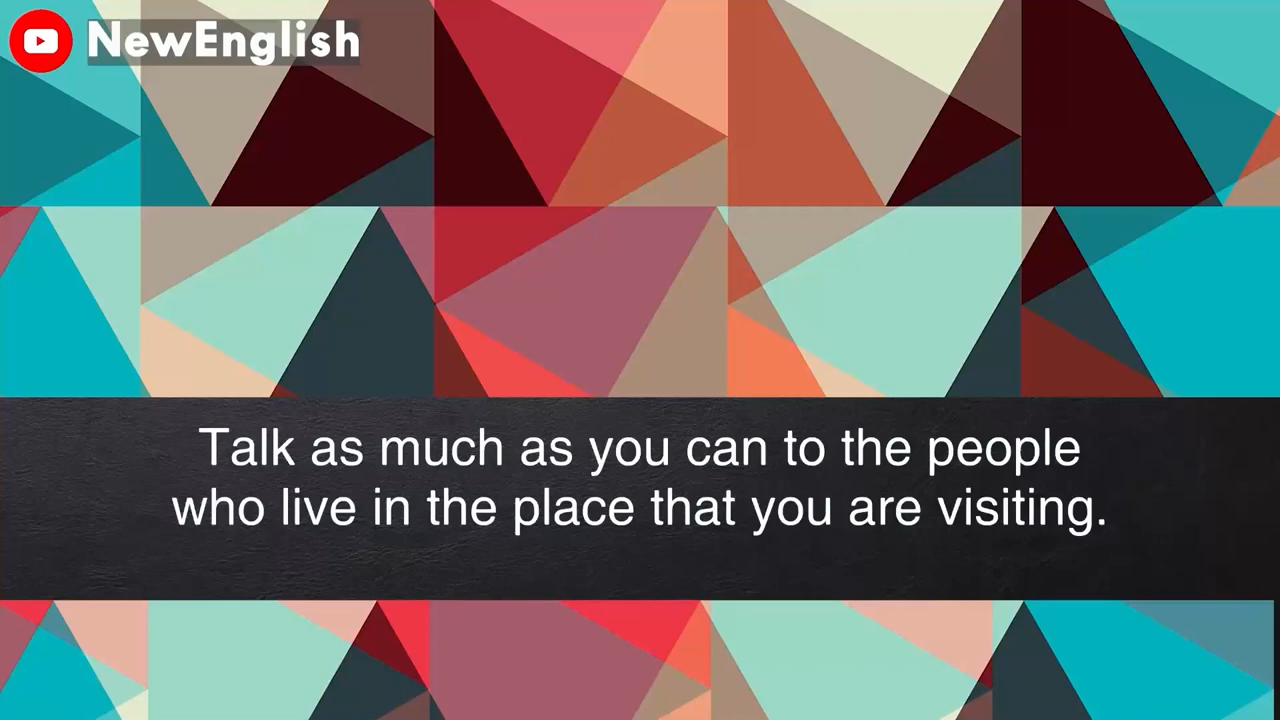 NewEnglish
Talk as much as you can to the people
who live in the place that you are visiting.